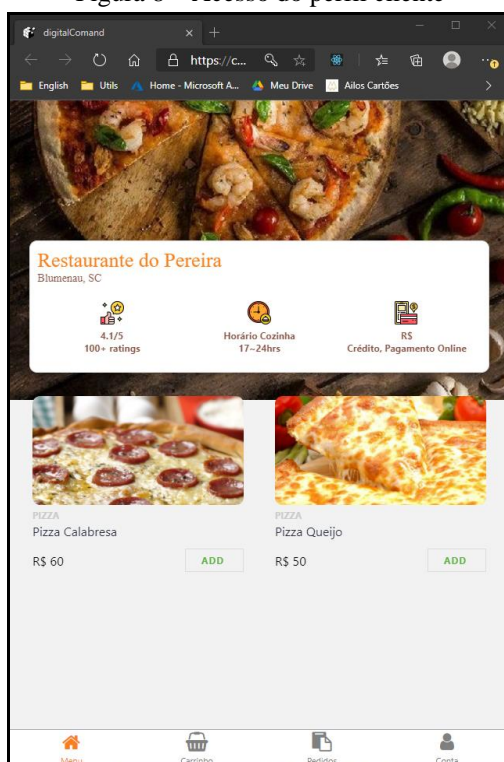 Figura 8 – Acesso do perfil cliente
digitalComand
https://c...
English Utils Home - Microsoft A... Meu Drive Ailos Cartões
Restaurante do Pereira
Blumenau, SC
4.1/5 Horário Cozinha R$
100+ ratings 17~24hrs Crédito, Pagamento Online
PIZZA PIZZA
Pizza Calabresa Pizza Queijo
R$ 60 ADD R$ 50 ADD
Menu Carrinho Pedidos Conta